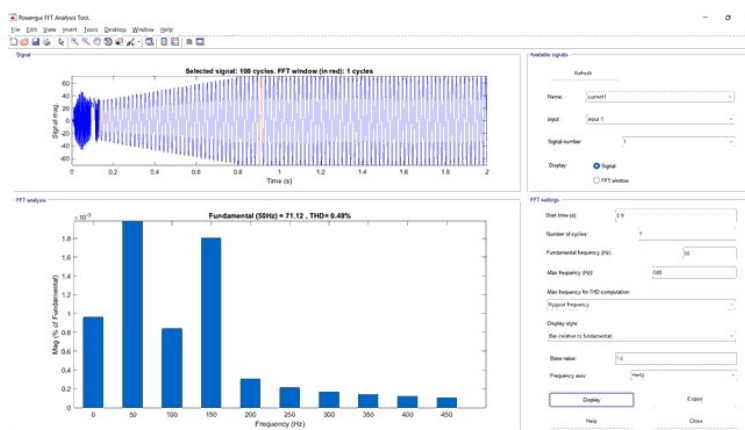 Powergui FFT Analysis Tool.
File Edit View Insert Tools Desktop Window Help
Signal
Selected signal: 100 cycles. FFT window (in red): 1 cycles
Signal mag.
60
40
20
0
-20
-40
-60
0 0.2 0.4 0.6 0.8 1 1.2 1.4 1.6 1.8 2
Time (s)
FFT analysis
Fundamental (50Hz) = 71.12 , THD= 0.49%
Mag (% of Fundamental)
1.8
1.6
1.4
1.2
1
0.8
0.6
0.4
0.2
0
0 50 100 150 200 250 300 350 400 450
Frequency (Hz)
Available signals
Refresh
Name: current1
Input: input 1
Signal number 1
Display: Signal
FFT window
FFT settings
Start time (s): 0.9
Number of cycles: 1
Fundamental frequency (Hz) 50
Max frequency (Hz): 500
Max frequency for THD computation:
Nyquist frequency
Display style
Bar (relative to fundamental)
Base value: 1.0
Frequency axis: Hertz
Display Export
Help Close